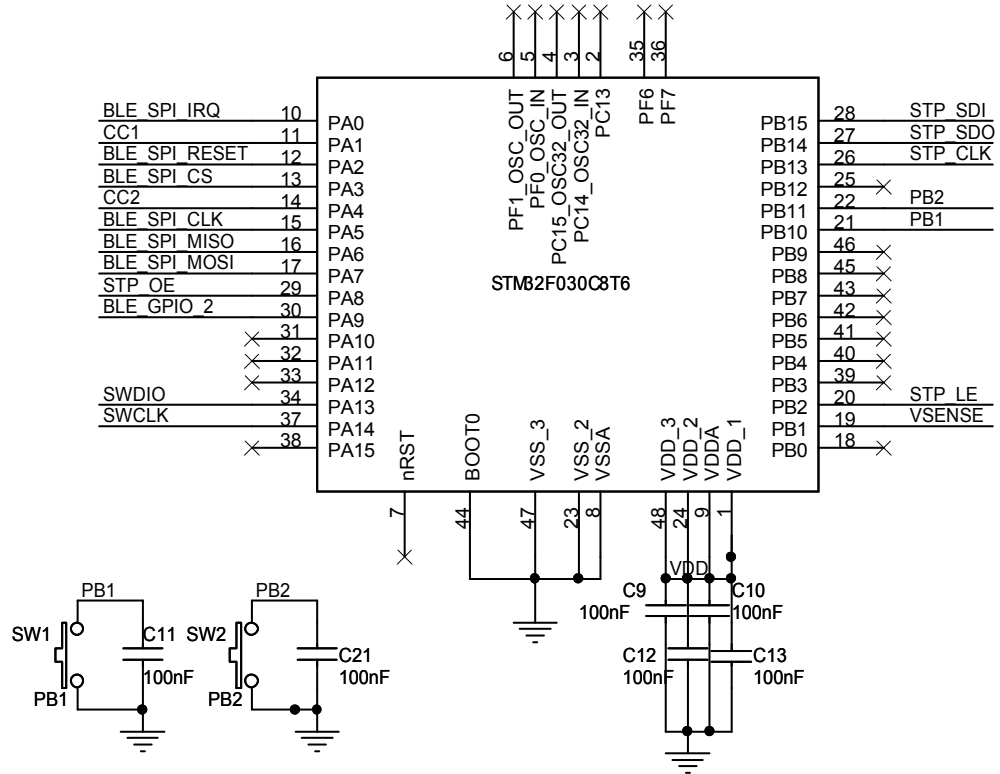 6
5
4
3
2
35
36
PF1_OSC_OUT
PF0_OSC_IN
PC15_OSC32_OUT
PC14_OSC32_IN
PC13
PF6
PF7
BLE_SPI_IRQ 10 PA0
CC1 11 PA1
BLE_SPI_RESET 12 PA2
BLE_SPI_CS 13 PA3
CC2 14 PA4
BLE_SPI_CLK 15 PA5
BLE_SPI_MISO 16 PA6
BLE_SPI_MOSI 17 PA7
STP_OE 29 PA8
BLE_GPIO_2 30 PA9
31 PA10
32 PA11
33 PA12
SWDIO 34 PA13
SWCLK 37 PA14
38 PA15
STM32F030C8T6
PB15 28 STP_SDI
PB14 27 STP_SDO
PB13 26 STP_CLK
PB12 25
PB11 22 PB2
PB10 21 PB1
PB9 46
PB8 45
PB7 43
PB6 42
PB5 41
PB4 40
PB3 39
PB2 20 STP_LE
PB1 19 VSENSE
PB0 18
nRST
BOOT0
VSS_3
VSS_2
VSSA
VDD_3
VDD_2
VDDA
VDD_1
7
44
47
23
8
48
24
9
1
VDD
C9
100nF
C10
100nF
C12
100nF
C13
100nF
PB1
SW1
C11
100nF
PB1
PB2
SW2
C21
100nF
PB2